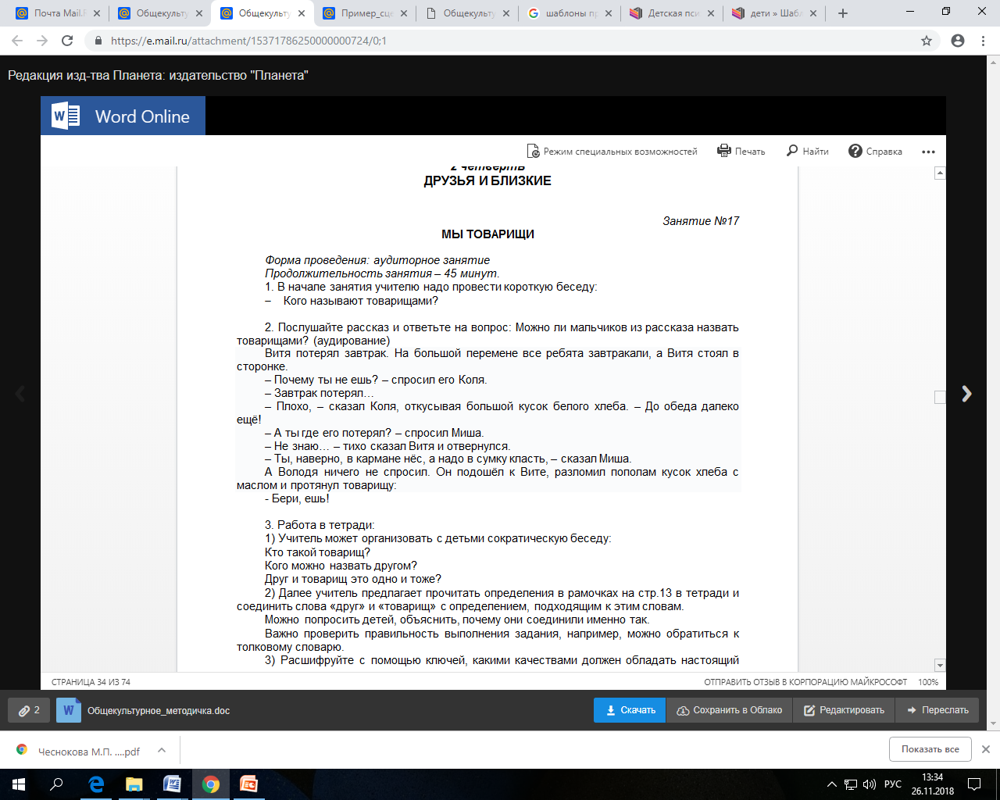 Почта Mail.R
Общекульту
Общекульт
Пример_сце
Общекульту
шаблоны пр
Детская пси
дети » Шабл
https://e.mail.ru/attachment/15371786250000000724/0;1
Редакция изд-тва Планета: издательство "Планета"
Word Online
Режим специальных возможностей
Печать
Найти
Справка
2 четверть
ДРУЗЬЯ И БЛИЗКИЕ
Занятие №17
МЫ ТОВАРИЩИ
Форма проведения: аудиторное занятие
Продолжительность занятия – 45 минут.
1. В начале занятия учителю надо провести короткую беседу:
– Кого называют товарищами?
2. Послушайте рассказ и ответьте на вопрос: Можно ли мальчиков из рассказа назвать
товарищами? (аудирование)
Витя потерял завтрак. На большой перемене все ребята завтракали, а Витя стоял в
сторонке.
– Почему ты не ешь? – спросил его Коля.
– Завтрак потерял…
– Плохо, – сказал Коля, откусывая большой кусок белого хлеба. – До обеда далеко
ещё!
– А ты где его потерял? – спросил Миша.
– Не знаю… – тихо сказал Витя и отвернулся.
– Ты, наверно, в кармане нёс, а надо в сумку класть, – сказал Миша.
А Володя ничего не спросил. Он подошёл к Вите, разломил пополам кусок хлеба с
маслом и протянул товарищу:
- Бери, ешь!
3. Работа в тетради:
1) Учитель может организовать с детьми сократическую беседу:
Кто такой товарищ?
Кого можно назвать другом?
Друг и товарищ это одно и тоже?
2) Далее учитель предлагает прочитать определения в рамочках на стр.13 в тетради и
соединить слова «друг» и «товарищ» с определением, подходящим к этим словам.
Можно попросить детей, объяснить, почему они соединили именно так.
Важно проверить правильность выполнения задания, например, можно обратиться к
толковому словарю.
3) Расшифруйте с помощью ключей, какими качествами должен обладать настоящий
СТРАНИЦА 34 ИЗ 74
ОТПРАВИТЬ ОТЗЫВ В КОРПОРАЦИЮ МАЙКРОСОФТ
100%
2
Общекультурное_методичка.doc
Скачать
Сохранить в Облако
Редактировать
Переслать
Чеснокова М.П. ....pdf
Показать все
РУС
13:34
26.11.2018